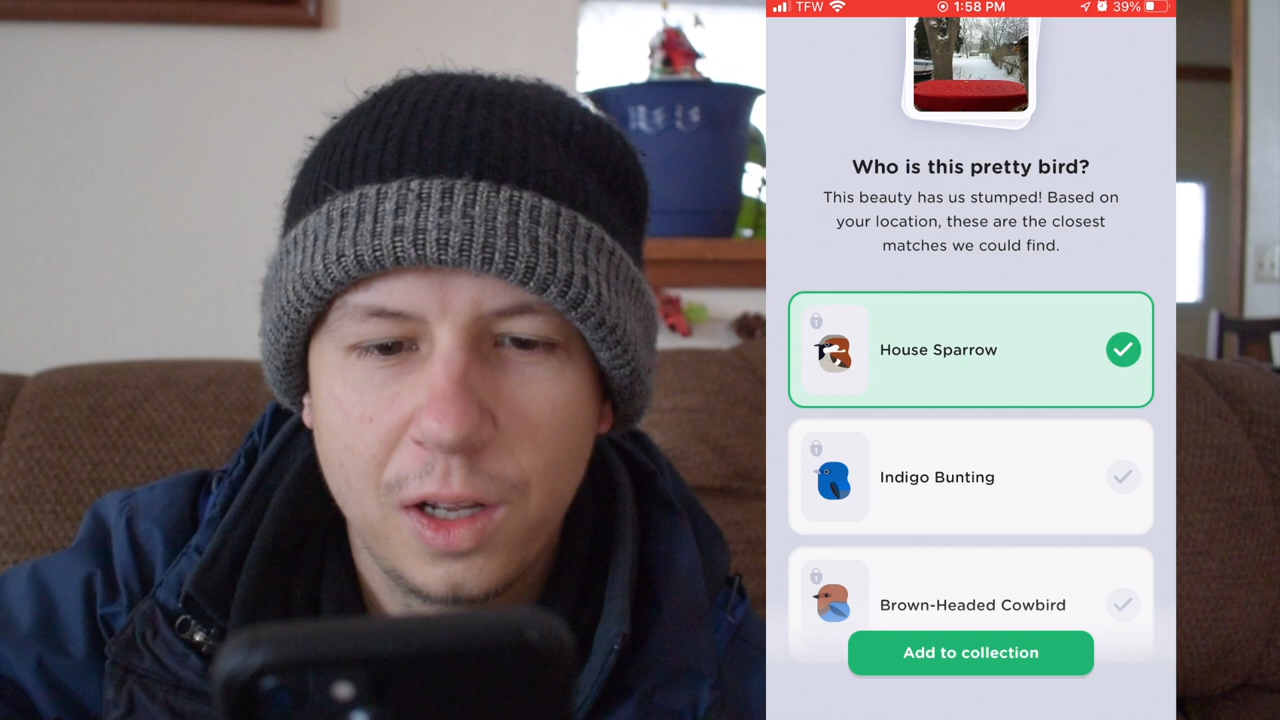 TFW 1:58 PM 39%
Who is this pretty bird?
This beauty has us stumped! Based on
your location, these are the closest
matches we could find.
House Sparrow
Indigo Bunting
Brown-Headed Cowbird
Add to collection